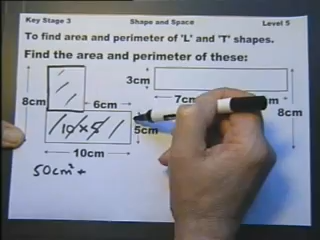 Key Stage 3 Shape and Space Level 5
To find area and perimeter of 'L' and 'T' shapes.
Find the area and perimeter of these:
3cm
8cm
6cm
7cm
8cm
10 x 5
5cm
10cm
50cm² +